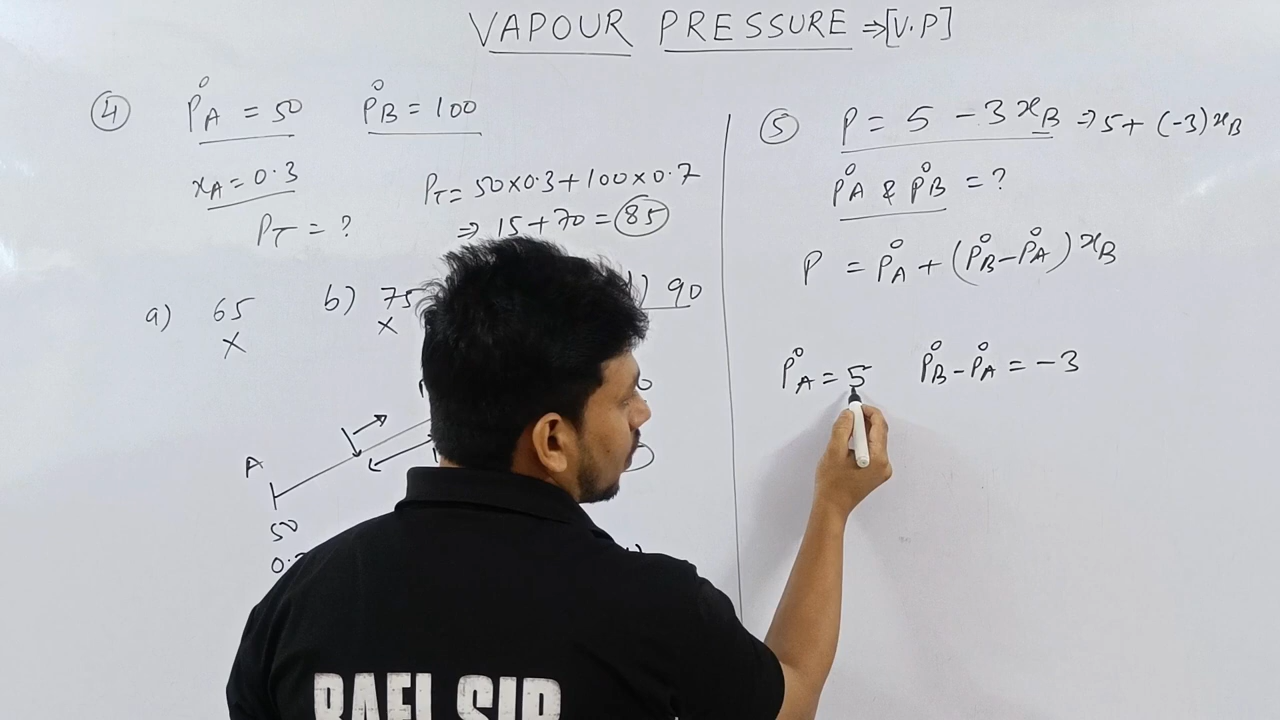 VAPOUR PRESSURE ⇒[V.P]
④ P°A = 50 P°B = 100
xA = 0.3
PT = 50×0.3+100×0.7
PT = ?
⇒ 15+70 = 85
a) 65 b) 75 d) 90
X X
A
50
⑤ P = 5 - 3xB ⇒ 5+ (-3)xB
P°A & P°B = ?
P = P°A + (P°B - P°A)xB
P°A = 5 P°B - P°A = -3
SIR